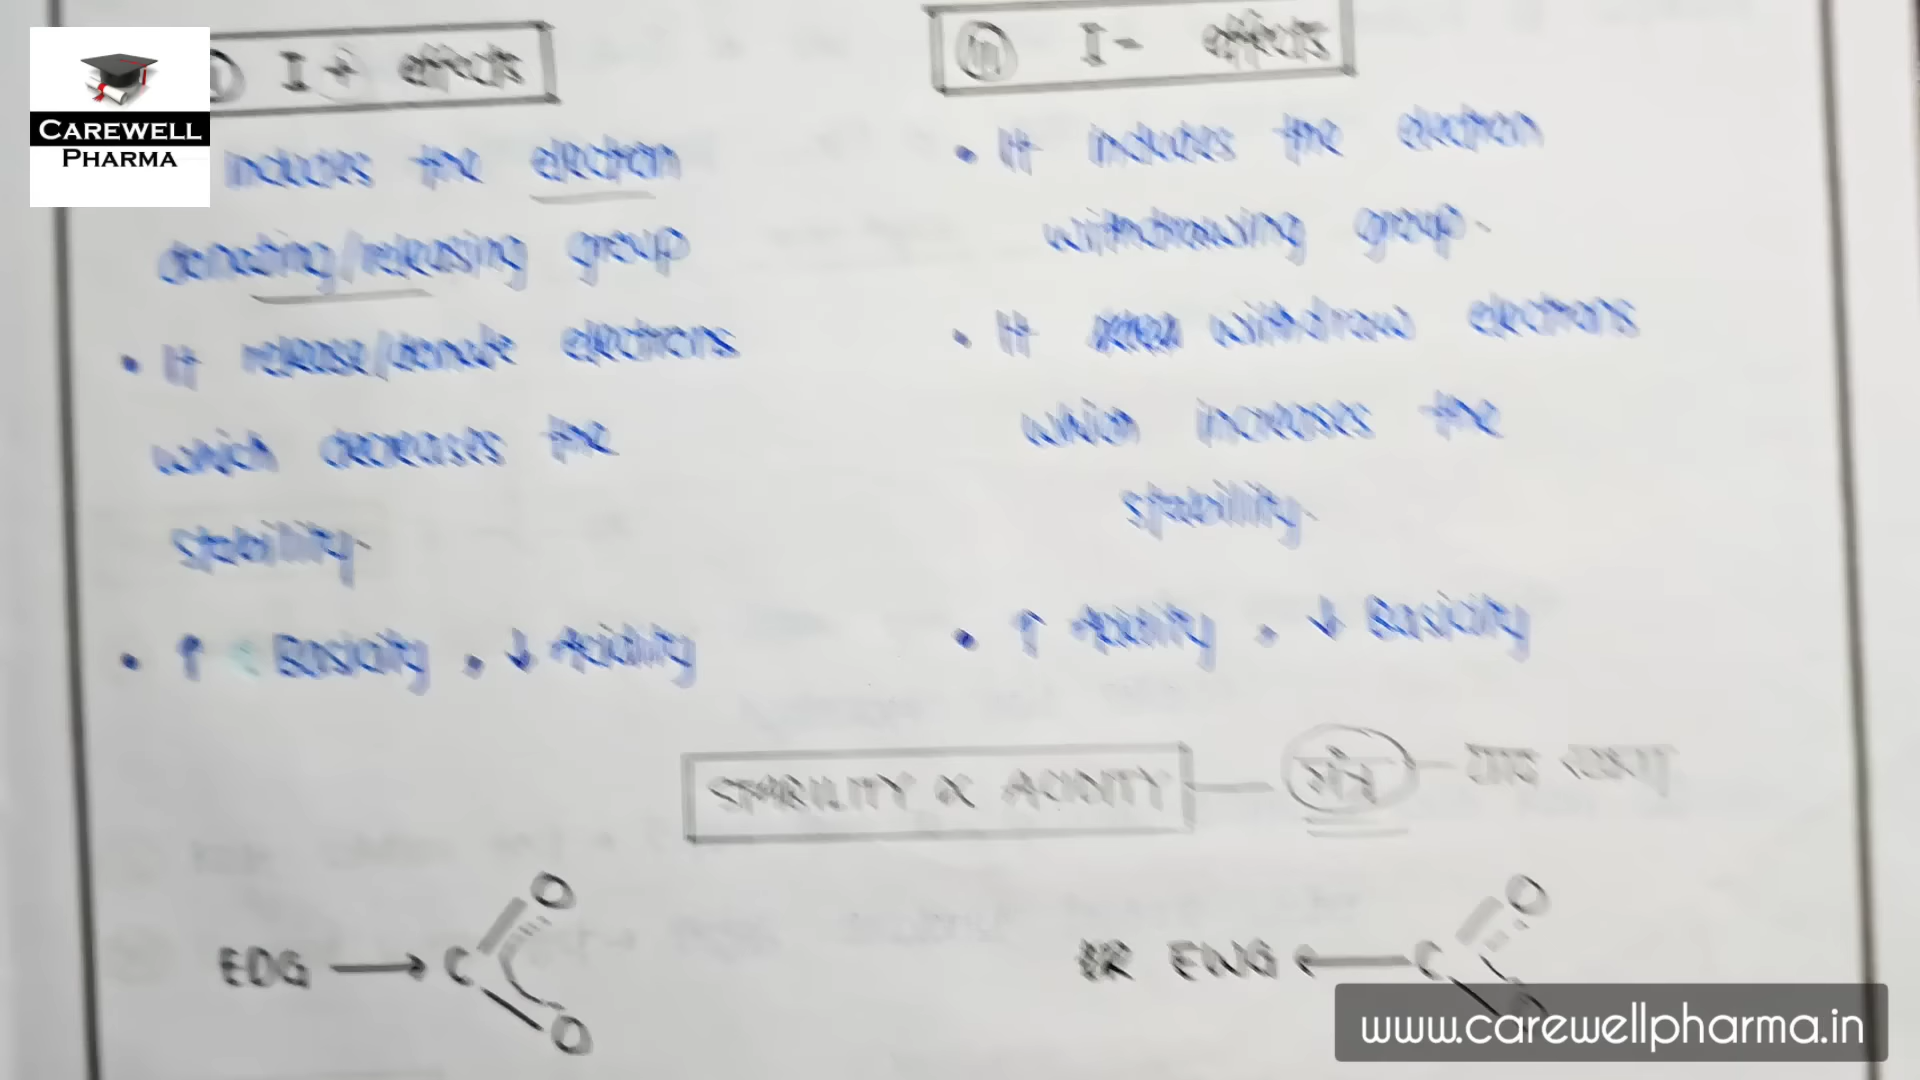 I + effects
includes the electron
donating/releasing group
• It release/donate electrons
which decreases the
stability.
• ↑ Basicity • ↓ Acidity
(ii) I- effects
• It includes the electron
withdrawing group.
• It withdraw electrons
which increases the
stability.
• ↑ Acidity • ↓ Basicity
STABILITY ∝ ACIDITY
EDG → C
O
O
EWG ← C
O
CAREWELL
PHARMA
www.carewellpharma.in